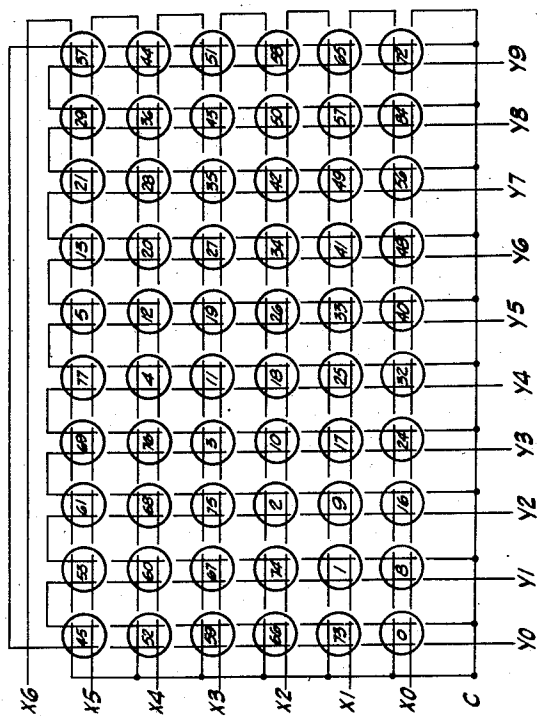 C X0 X1 X2 X3 X4 X5 X6
Y0 0 73 66 59 52 45
Y1 8 1 74 67 60 53
Y2 16 9 2 75 68 61
Y3 24 17 10 3 76 69
Y4 32 25 18 11 4 77
Y5 40 33 26 19 12 5
Y6 48 41 34 27 20 13
Y7 56 49 42 35 28 21
Y8 64 57 50 43 36 29
Y9 72 65 58 51 44 37